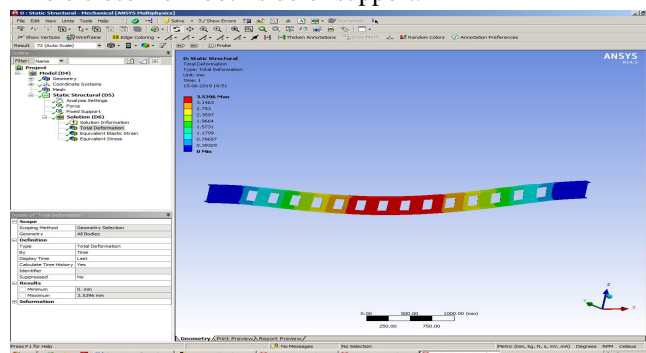 D : Static Structural - Mechanical [ANSYS Multiphysics]
File Edit View Units Tools Help Solve ?/ Show Errors Worksheet
Show Vertices Wireframe Edge Coloring Thicken Annotations Show Mesh Random Colors Annotation Preferences
Result 72 (Auto Scale) Probe
Outline
Filter: Name
Project
Model (D4)
Geometry
Coordinate Systems
Mesh
Static Structural (D5)
Analysis Settings
Force
Fixed Support
Solution (D6)
Solution Information
Total Deformation
Equivalent Elastic Strain
Equivalent Stress
Details of "Total Deformation"
Scope
Scoping Method Geometry Selection
Geometry All Bodies
Definition
Type Total Deformation
By Time
Display Time Last
Calculate Time History Yes
Identifier
Suppressed No
Results
Minimum 0. mm
Maximum 3.5396 mm
Information
D: Static Structural
Total Deformation
Type: Total Deformation
Unit: mm
Time: 1
3.5396 Max
3.1463
2.753
2.3597
1.9664
1.5731
1.1799
0.78657
0.39329
0 Min
ANSYS
0.00 500.00 1000.00 (mm)
250.00 750.00
Z
Y
X
Geometry Print Preview Report Preview
Press F1 for Help No Messages No Selection Metric (mm, kg, N, s, mV, mA) Degrees RPM Celsius